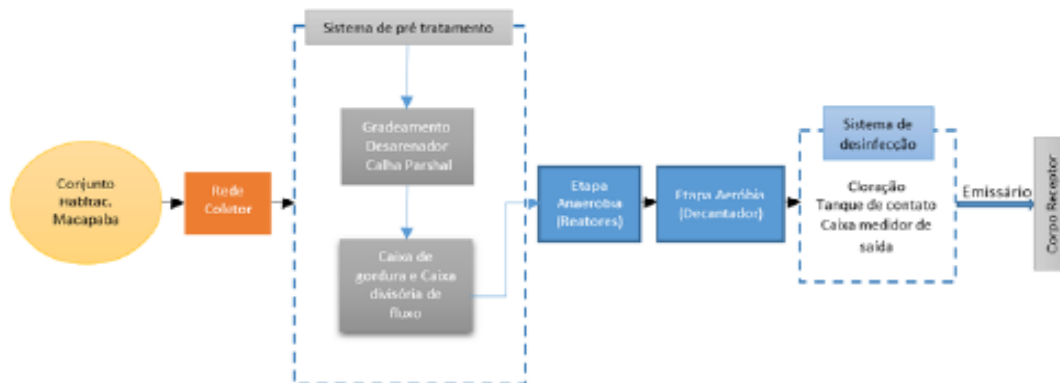 Sistema de pré tratamento
Gradeamento
Desarenador
Calha Parshal
Caixa de
gordura e Caixa
divisória de
fluxo
Conjunto
Habitac.
Macapaba
Rede
Coletor
Etapa
Anaeróbia
(Reatores)
Etapa Aeróbia
(Decantador)
Sistema de
desinfecção
Cloração
Tanque de contato
Caixa medidor de
saída
Emissário
Corpo Receptor